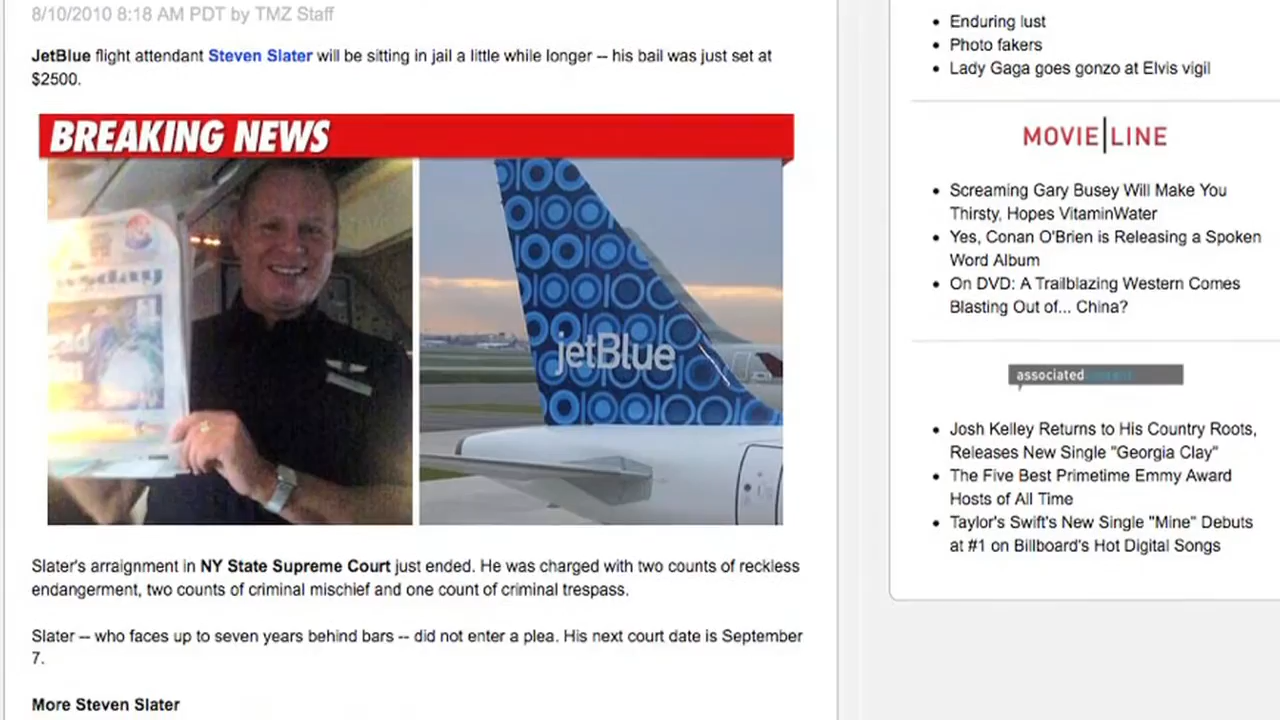 8/10/2010 8:18 AM PDT by TMZ Staff
JetBlue flight attendant Steven Slater will be sitting in jail a little while longer -- his bail was just set at
$2500.
BREAKING NEWS
jetBlue
Slater's arraignment in NY State Supreme Court just ended. He was charged with two counts of reckless
endangerment, two counts of criminal mischief and one count of criminal trespass.
Slater -- who faces up to seven years behind bars -- did not enter a plea. His next court date is September
7.
More Steven Slater
Enduring lust
Photo fakers
Lady Gaga goes gonzo at Elvis vigil
MOVIE|LINE
Screaming Gary Busey Will Make You
Thirsty, Hopes VitaminWater
Yes, Conan O'Brien is Releasing a Spoken
Word Album
On DVD: A Trailblazing Western Comes
Blasting Out of... China?
associated content
Josh Kelley Returns to His Country Roots,
Releases New Single "Georgia Clay"
The Five Best Primetime Emmy Award
Hosts of All Time
Taylor's Swift's New Single "Mine" Debuts
at #1 on Billboard's Hot Digital Songs